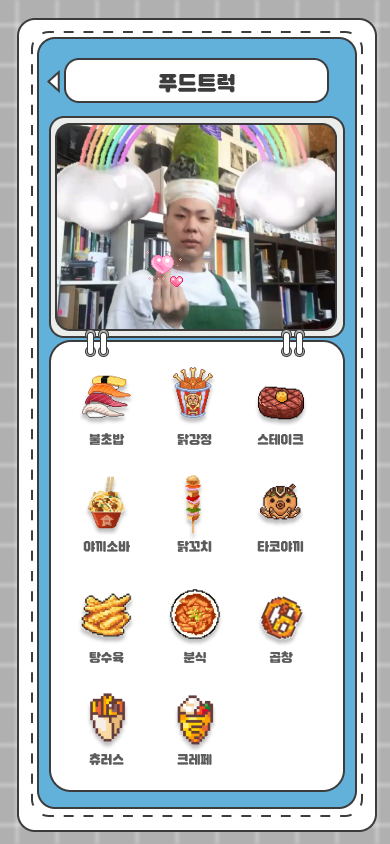 푸드트럭
불초밥 닭강정 스테이크
야끼소바 닭꼬치 타코야끼
탕수육 분식 곱창
츄러스 크레페